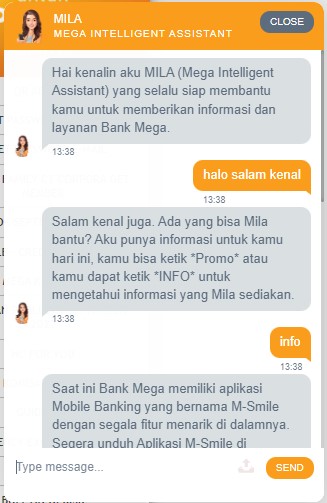 MILA
MEGA INTELLIGENT ASSISTANT
CLOSE
Hai kenalin aku MILA (Mega Intelligent
Assistant) yang selalu siap membantu
kamu untuk memberikan informasi dan
layanan Bank Mega.
13:38
halo salam kenal
13:38
Salam kenal juga. Ada yang bisa Mila
bantu? Aku punya informasi untuk kamu
hari ini, kamu bisa ketik *Promo* atau
kamu dapat ketik *INFO* untuk
mengetahui informasi yang Mila sediakan.
13:38
info
13:38
Saat ini Bank Mega memiliki aplikasi
Mobile Banking yang bernama M-Smile
dengan segala fitur menarik di dalamnya.
Segera unduh Aplikasi M-Smile di
Type message...
SEND